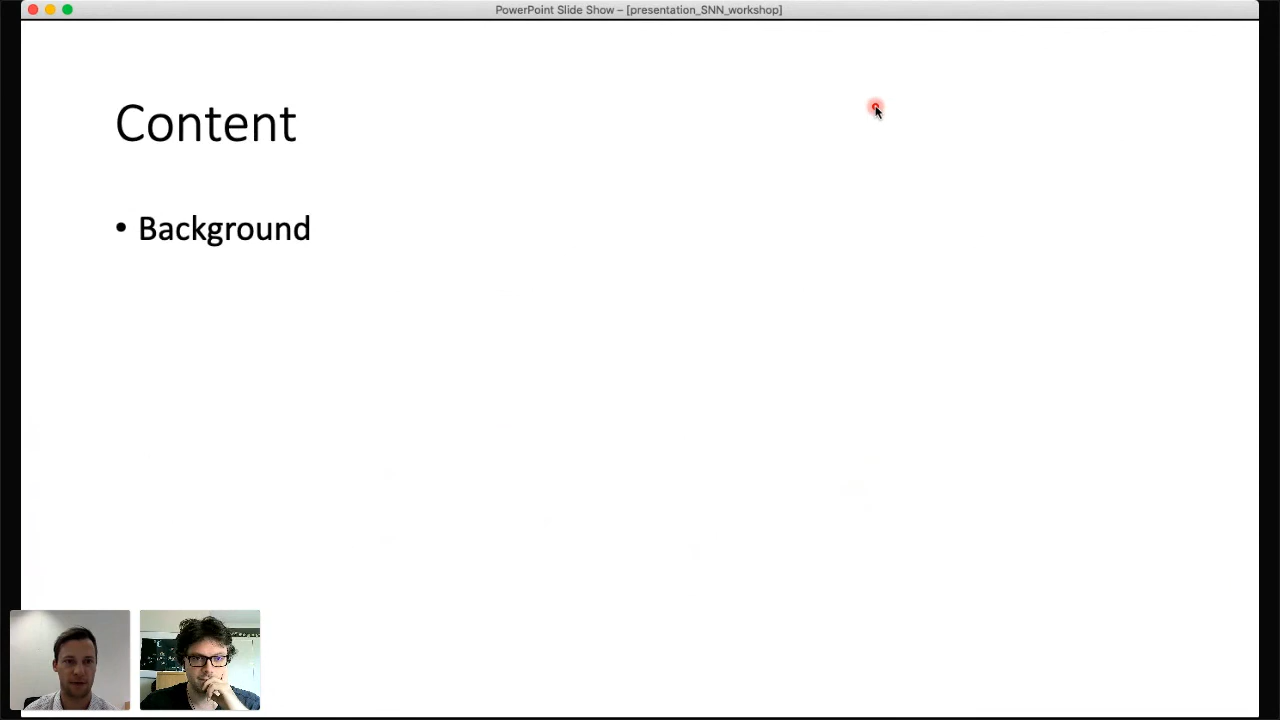 PowerPoint Slide Show – [presentation_SNN_workshop]
Content
• Background